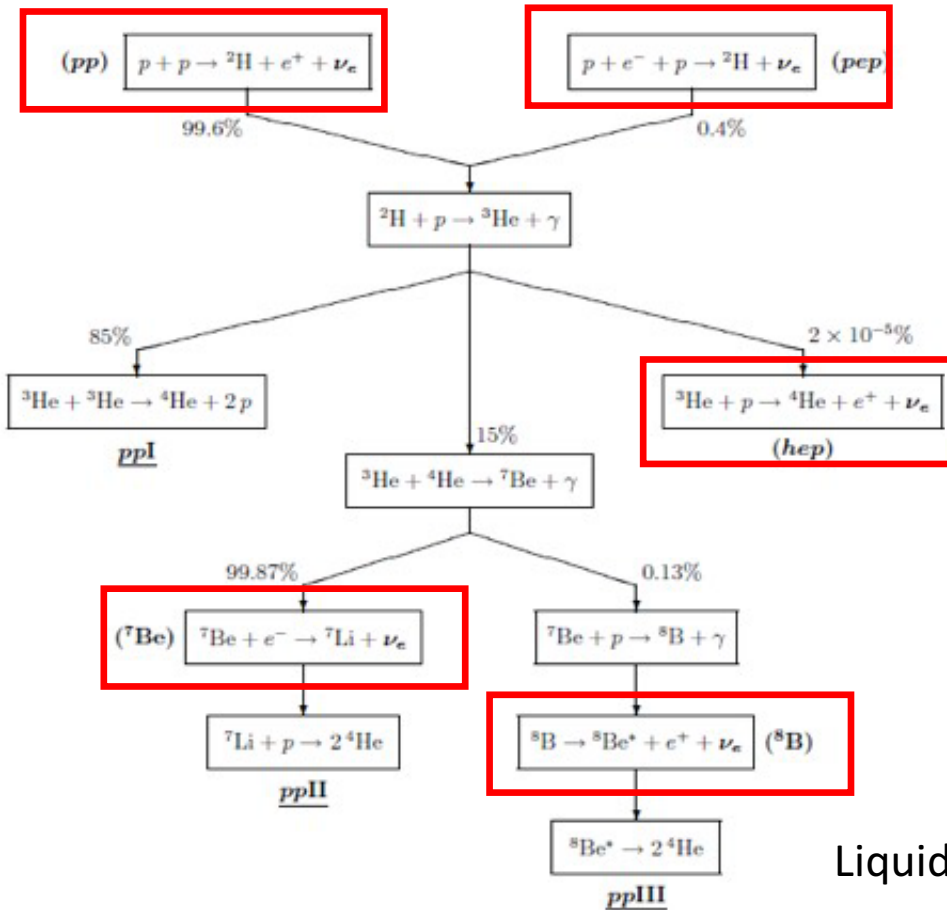 (pp) p + p → ²H + e⁺ + νₑ
p + e⁻ + p → ²H + νₑ (pep)
99.6%
0.4%
²H + p → ³He + γ
85%
2 × 10⁻⁵%
³He + ³He → ⁴He + 2 p
ppI
³He + p → ⁴He + e⁺ + νₑ
(hep)
15%
³He + ⁴He → ⁷Be + γ
99.87%
0.13%
(⁷Be) ⁷Be + e⁻ → ⁷Li + νₑ
⁷Be + p → ⁸B + γ
⁷Li + p → 2 ⁴He
ppII
⁸B → ⁸Be* + e⁺ + νₑ (⁸B)
⁸Be* → 2 ⁴He
ppIII
Liquid